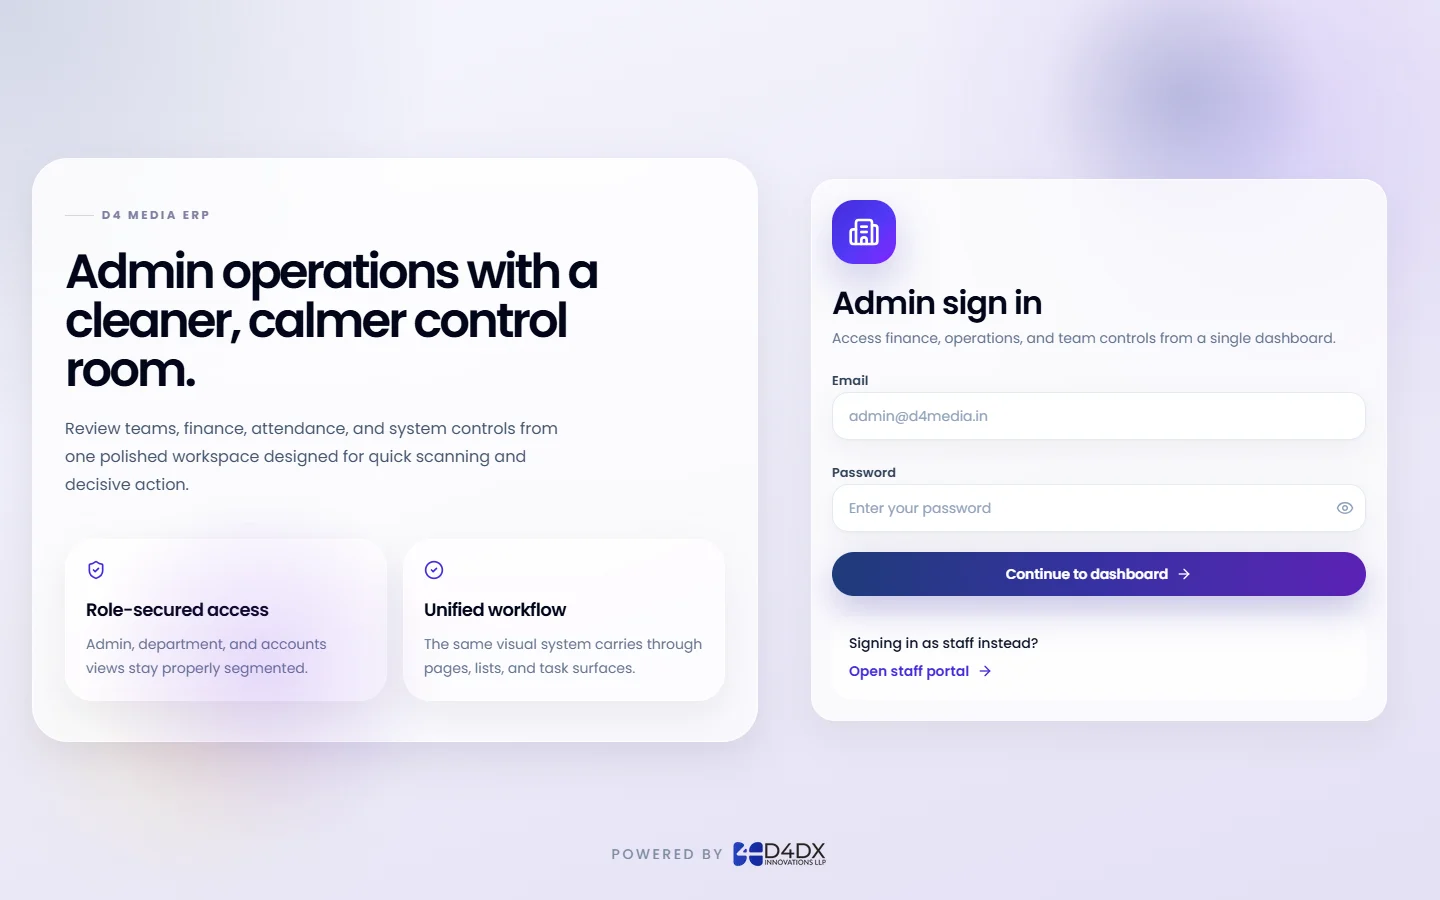 D4 MEDIA ERP
Admin operations with a
cleaner, calmer control
room.
Review teams, finance, attendance, and system controls from
one polished workspace designed for quick scanning and
decisive action.
Role-secured access
Admin, department, and accounts
views stay properly segmented.
Unified workflow
The same visual system carries through
pages, lists, and task surfaces.
Admin sign in
Access finance, operations, and team controls from a single dashboard.
Email
admin@d4media.in
Password
Enter your password
Continue to dashboard
Signing in as staff instead?
Open staff portal
POWERED BY
D4DX
INNOVATIONS LLP